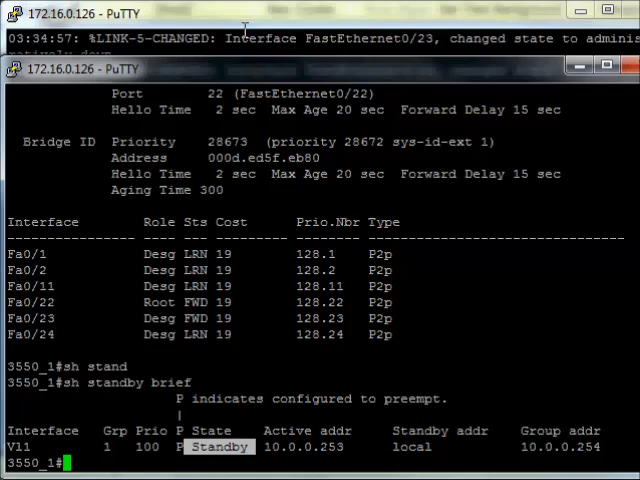 172.16.0.126 - PuTTY
03:34:57: %LINK-5-CHANGED: Interface FastEthernet0/23, changed state to adminis
ratively down
172.16.0.126 - PuTTY
Port 22 (FastEthernet0/22)
Hello Time 2 sec Max Age 20 sec Forward Delay 15 sec
Bridge ID Priority 28673 (priority 28672 sys-id-ext 1)
Address 000d.ed5f.eb80
Hello Time 2 sec Max Age 20 sec Forward Delay 15 sec
Aging Time 300
Interface Role Sts Cost Prio.Nbr Type
Fa0/1 Desg LRN 19 128.1 P2p
Fa0/2 Desg LRN 19 128.2 P2p
Fa0/11 Desg LRN 19 128.11 P2p
Fa0/22 Root FWD 19 128.22 P2p
Fa0/23 Desg FWD 19 128.23 P2p
Fa0/24 Desg LRN 19 128.24 P2p
3550_1#sh stand
3550_1#sh standby brief
P indicates configured to preempt.
|
Interface Grp Prio P State Active addr Standby addr Group addr
Vl1 1 100 P Standby 10.0.0.253 local 10.0.0.254
3550_1#